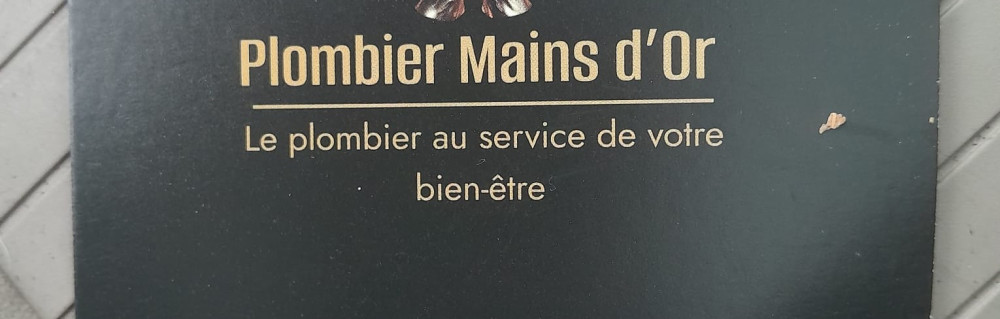 Plombier Mains d'Or
Le plombier au service de votre
bien-être